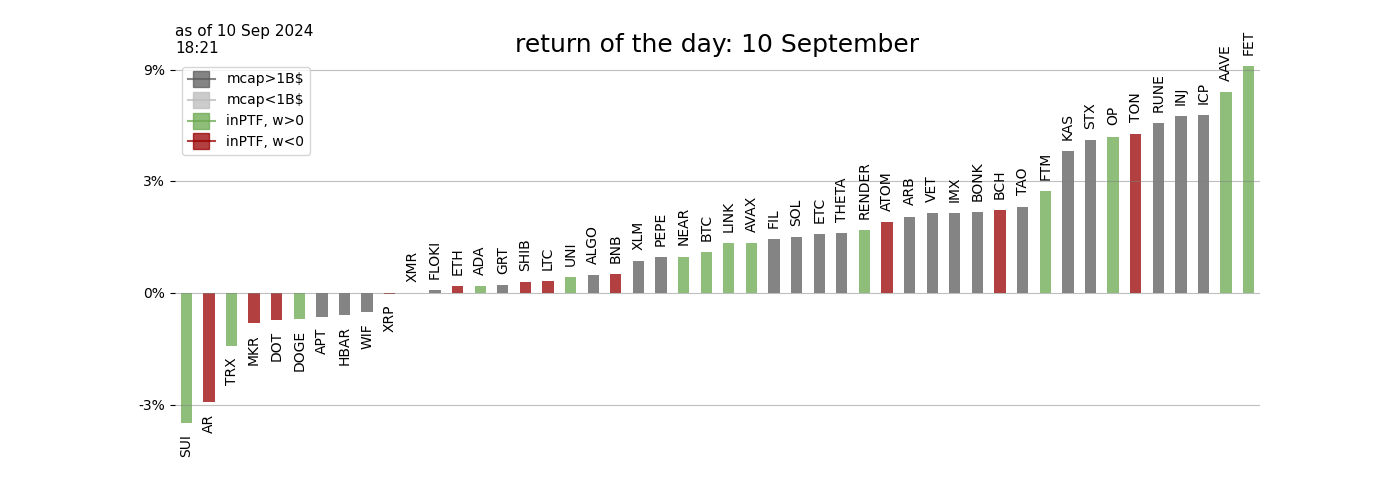 as of 10 Sep 2024
18:21
return of the day: 10 September
mcap>1B$
mcap<1B$
inPTF, w>0
inPTF, w<0
9%
3%
0%
-3%
SUI
AR
TRX
MKR
DOT
DOGE
APT
HBAR
WIF
XRP
XMR
FLOKI
ETH
ADA
GRT
SHIB
LTC
UNI
ALGO
BNB
XLM
PEPE
NEAR
BTC
LINK
AVAX
FIL
SOL
ETC
THETA
RENDER
ATOM
ARB
VET
IMX
BONK
BCH
TAO
FTM
KAS
STX
OP
TON
RUNE
INJ
ICP
AAVE
FET